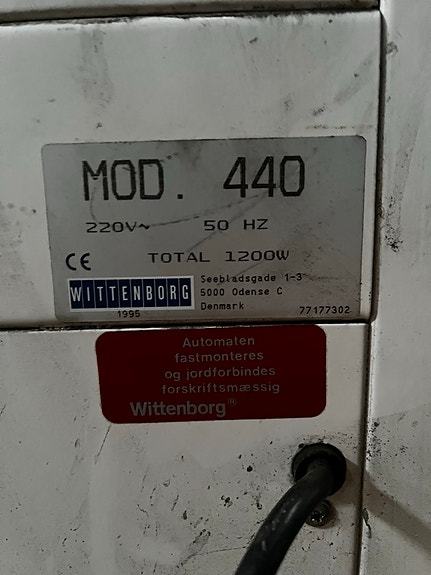 MOD. 440
220V~ 50 HZ
CE TOTAL 1200W
WITTENBORG
Seebladsgade 1-3
5000 Odense C
Denmark
1995
77177302
Automaten
fastmonteres
og jordforbindes
forskriftsmæssig
Wittenborg®